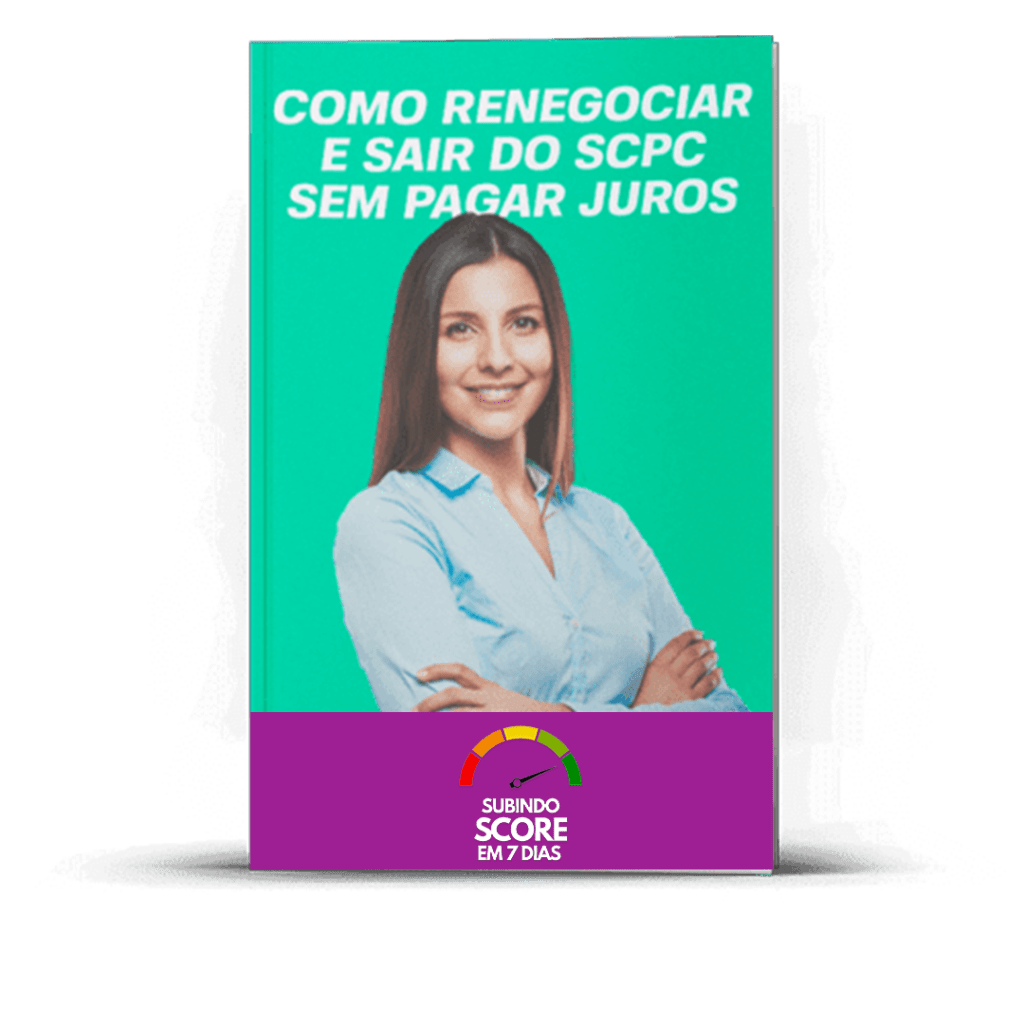 COMO RENEGOCIAR
E SAIR DO SCPC
SEM PAGAR JUROS
SUBINDO
SCORE
EM 7 DIAS